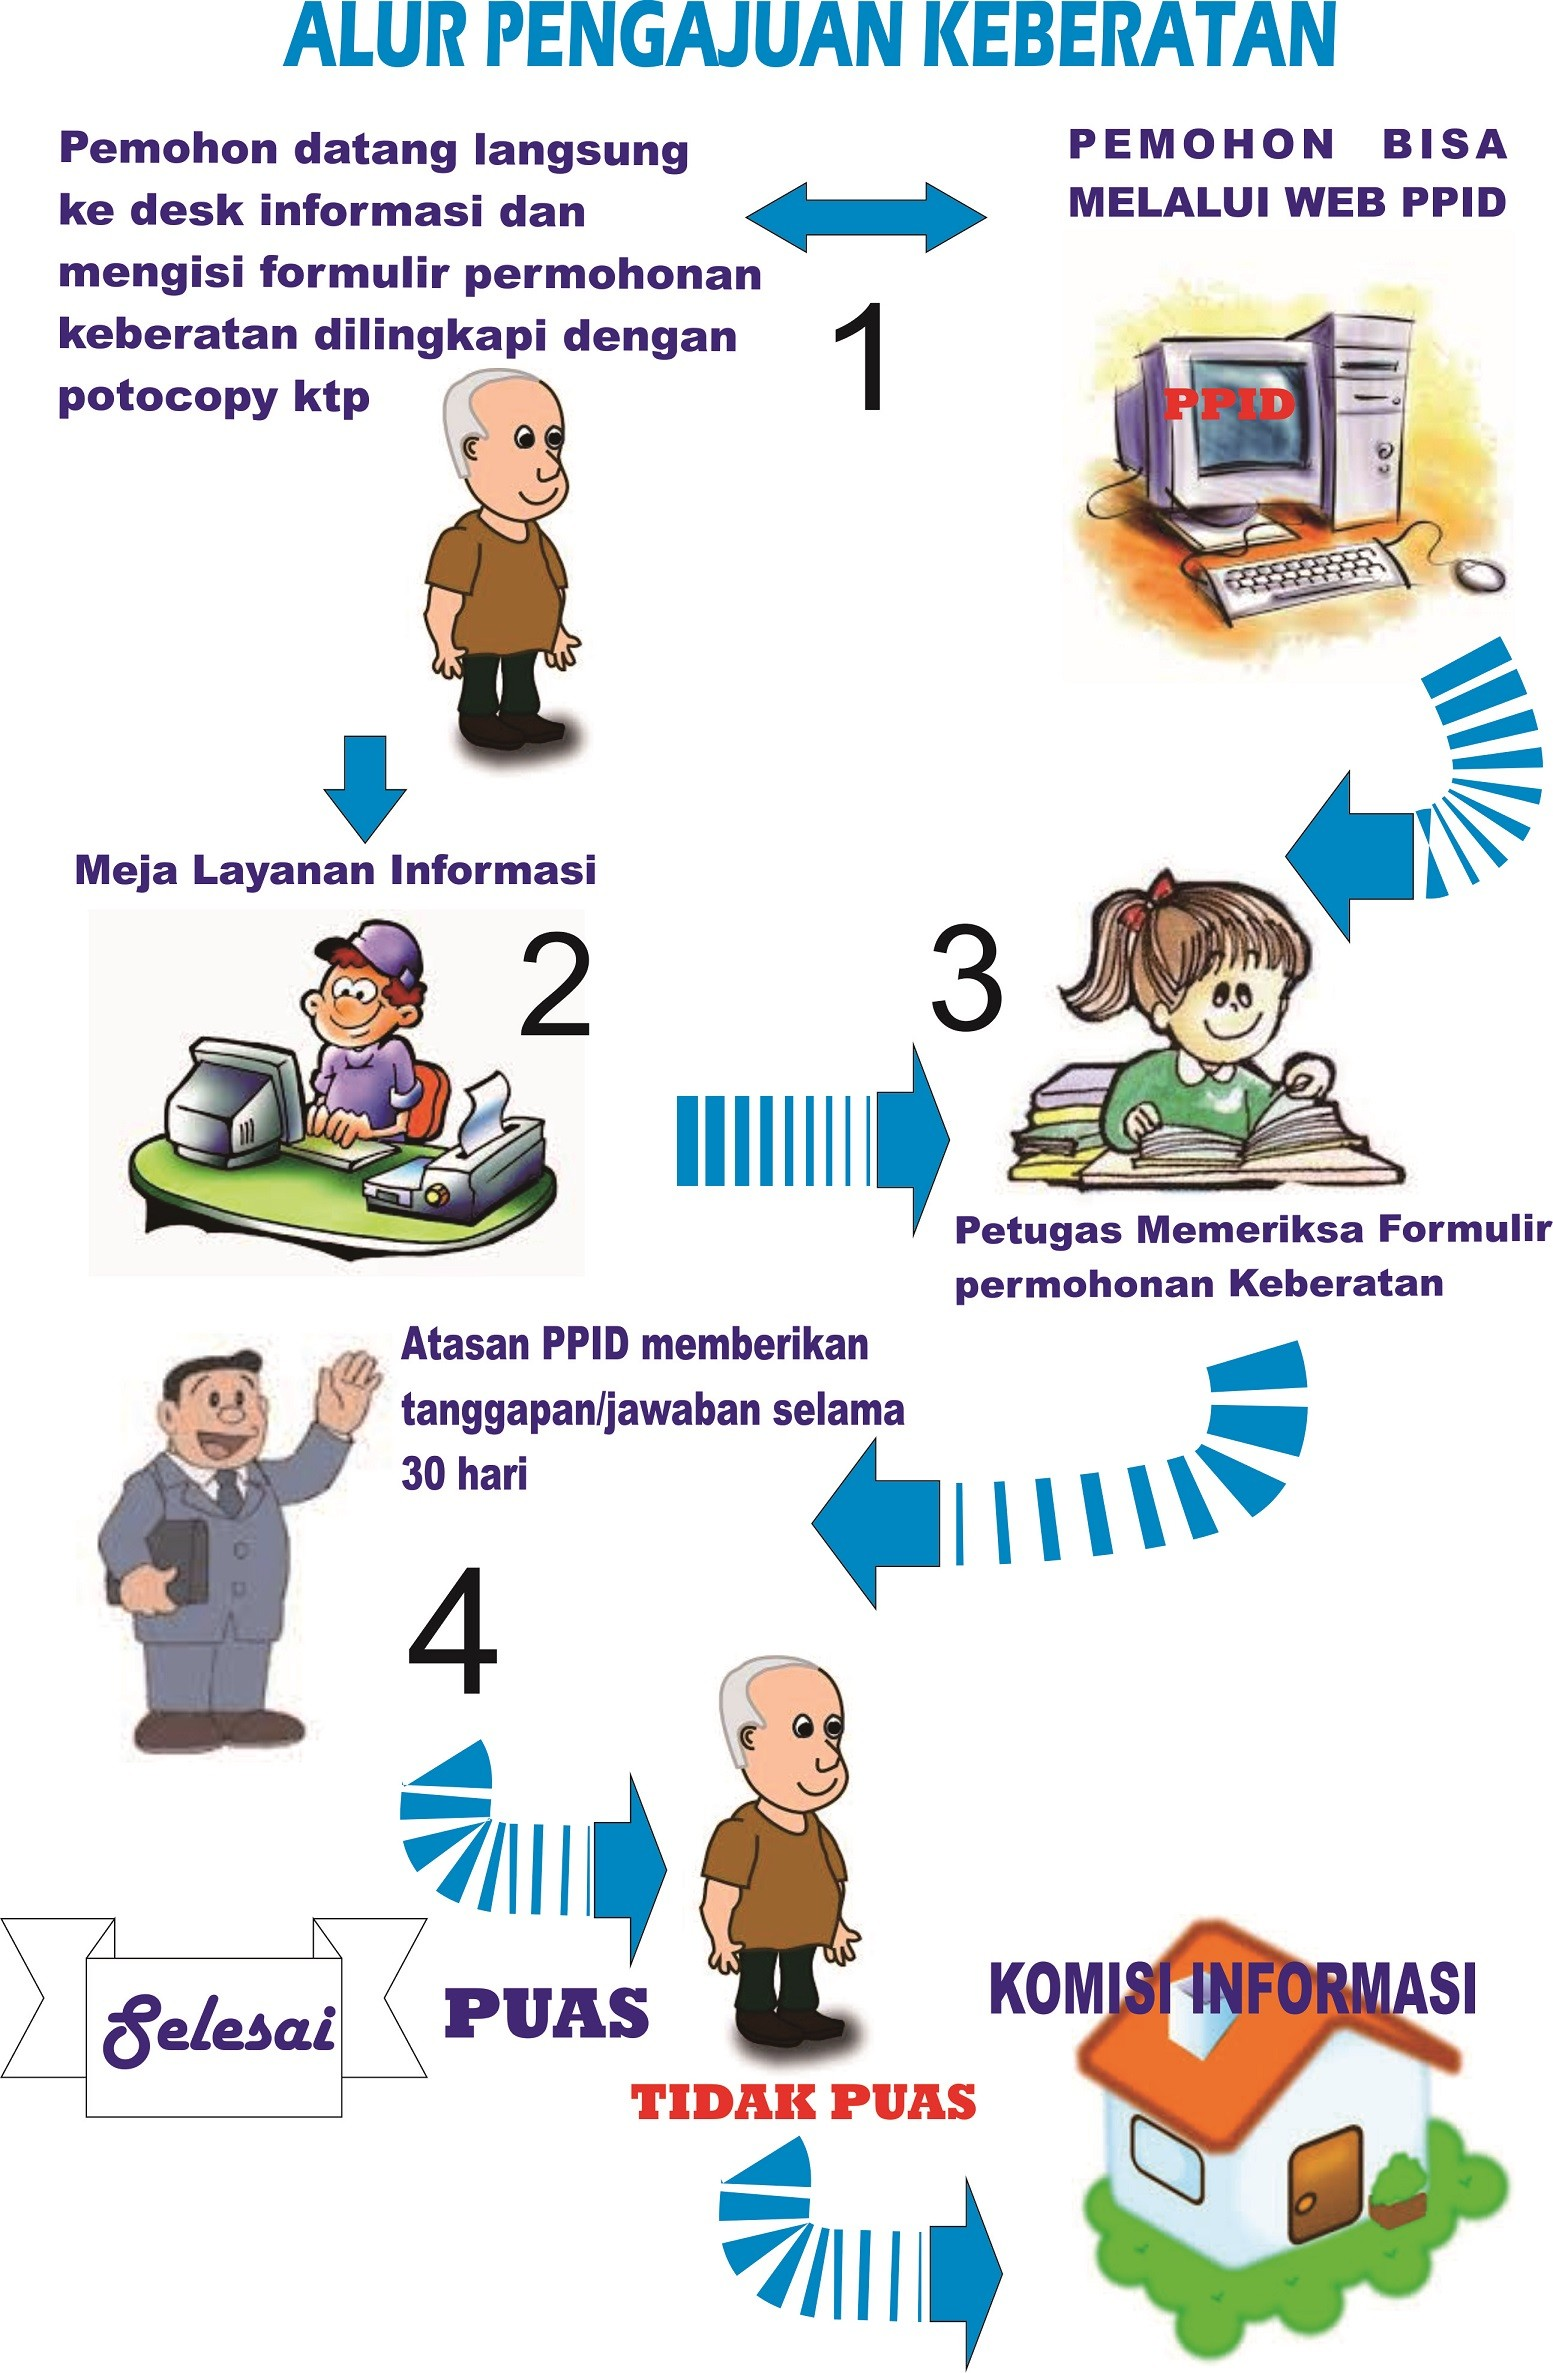 ALUR PENGAJUAN KEBERATAN
Pemohon datang langsung
ke desk informasi dan
mengisi formulir permohonan
keberatan dilingkapi dengan
potocopy ktp
1
PEMOHON BISA
MELALUI WEB PPID
PPID
Meja Layanan Informasi
2
3
Petugas Memeriksa Formulir
permohonan Keberatan
Atasan PPID memberikan
tanggapan/jawaban selama
30 hari
4
Selesai
PUAS
TIDAK PUAS
KOMISI INFORMASI